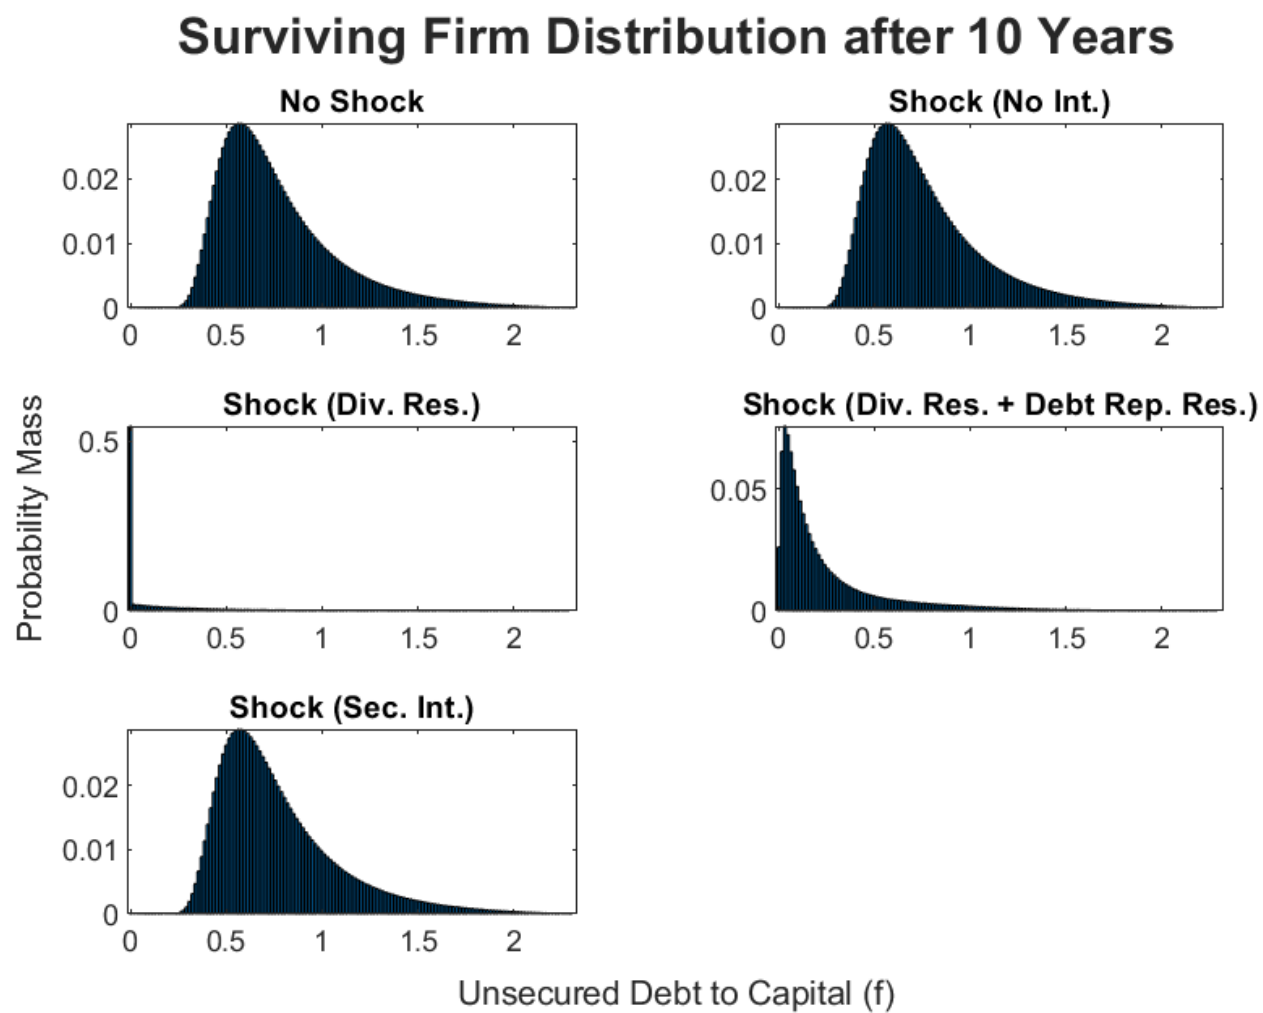 Surviving Firm Distribution after 10 Years
No Shock
0.02
0.01
0
0 0.5 1 1.5 2
Shock (No Int.)
0.02
0.01
0
0 0.5 1 1.5 2
Probability Mass
Shock (Div. Res.)
0.5
0
0 0.5 1 1.5 2
Shock (Div. Res. + Debt Rep. Res.)
0.05
0
0 0.5 1 1.5 2
Shock (Sec. Int.)
0.02
0.01
0
0 0.5 1 1.5 2
Unsecured Debt to Capital (f)